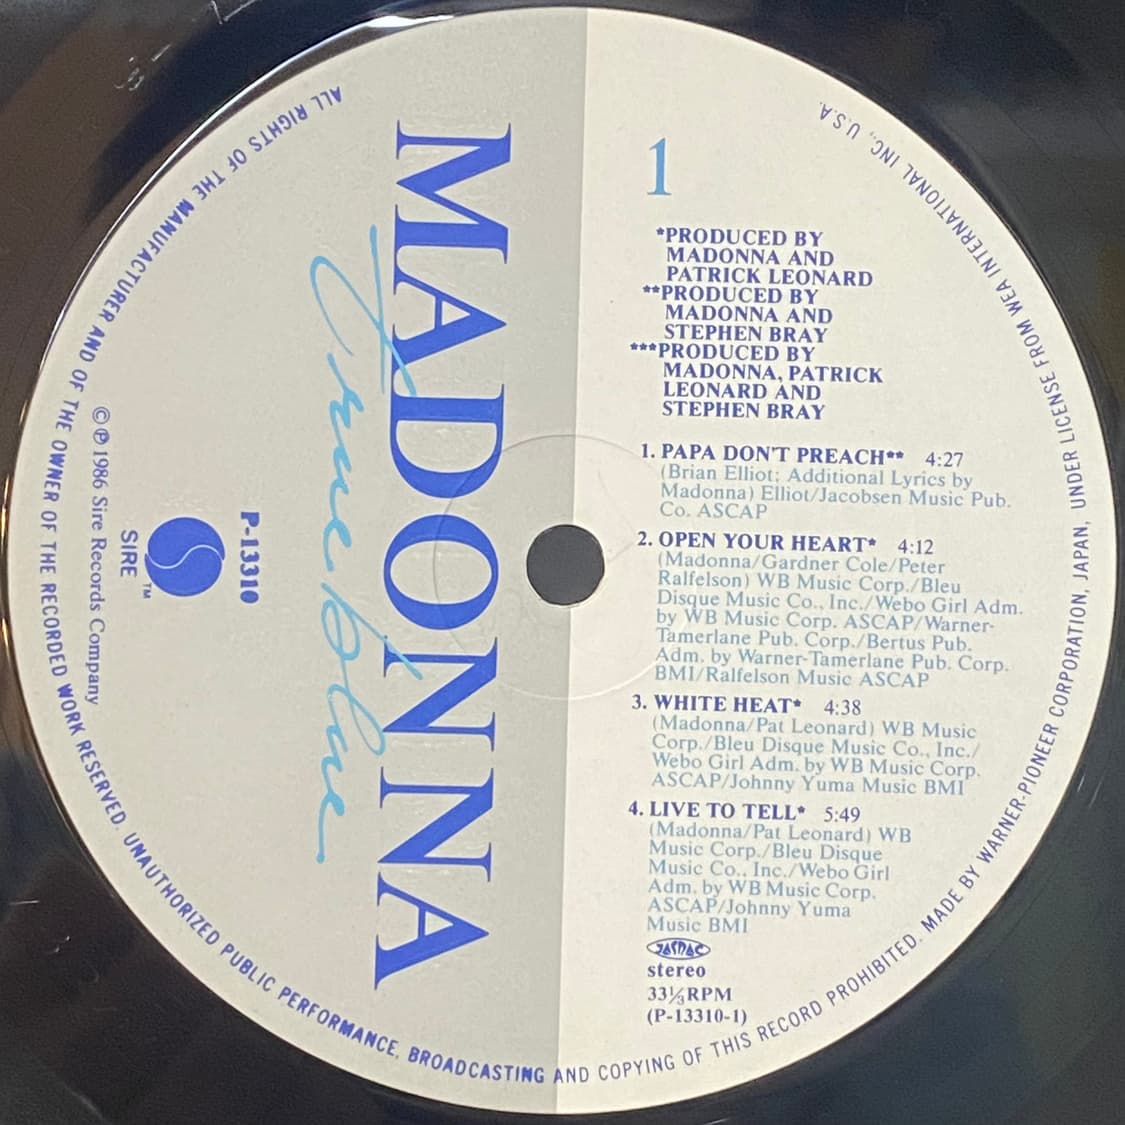 MADONNA
True blue
P-13310
SIRE
TM
© ℗ 1986 Sire Records Company
1
*PRODUCED BY
MADONNA AND
PATRICK LEONARD
**PRODUCED BY
MADONNA AND
STEPHEN BRAY
***PRODUCED BY
MADONNA, PATRICK
LEONARD AND
STEPHEN BRAY
1. PAPA DON'T PREACH** 4:27
(Brian Elliot; Additional Lyrics by
Madonna) Elliot/Jacobsen Music Pub.
Co. ASCAP
2. OPEN YOUR HEART* 4:12
(Madonna/Gardner Cole/Peter
Ralfelson) WB Music Corp./Bleu
Disque Music Co., Inc./Webo Girl Adm.
by WB Music Corp. ASCAP/Warner-
Tamerlane Pub. Corp./Bertus Pub.
Adm. by Warner-Tamerlane Pub. Corp.
BMI/Ralfelson Music ASCAP
3. WHITE HEAT* 4:38
(Madonna/Pat Leonard) WB Music
Corp./Bleu Disque Music Co., Inc./
Webo Girl Adm. by WB Music Corp.
ASCAP/Johnny Yuma Music BMI
4. LIVE TO TELL* 5:49
(Madonna/Pat Leonard) WB
Music Corp./Bleu Disque
Music Co., Inc./Webo Girl
Adm. by WB Music Corp.
ASCAP/Johnny Yuma
Music BMI
JASRAC
stereo
33⅓RPM
(P-13310-1)
ALL RIGHTS OF THE MANUFACTURER AND OF THE OWNER OF THE RECORDED WORK RESERVED. UNAUTHORIZED PUBLIC PERFORMANCE, BROADCASTING AND COPYING OF THIS RECORD PROHIBITED. MADE BY WARNER-PIONEER CORPORATION, JAPAN, UNDER LICENSE FROM WEA INTERNATIONAL INC., U.S.A.